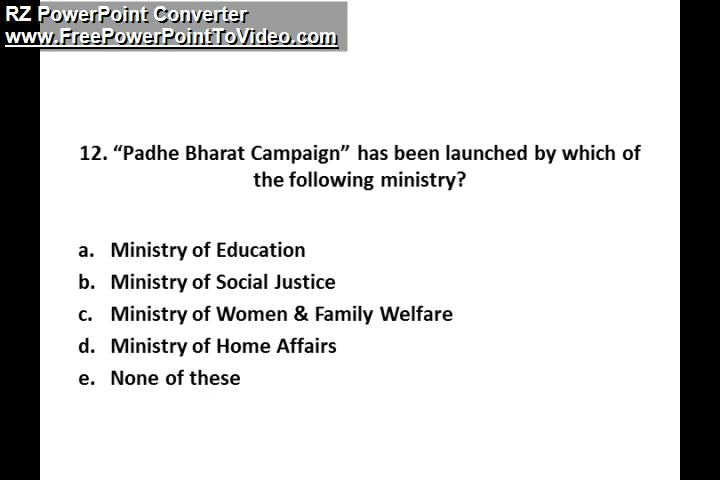 RZ PowerPoint Converter
www.FreePowerPointToVideo.com
12. “Padhe Bharat Campaign” has been launched by which of
the following ministry?
a. Ministry of Education
b. Ministry of Social Justice
c. Ministry of Women & Family Welfare
d. Ministry of Home Affairs
e. None of these